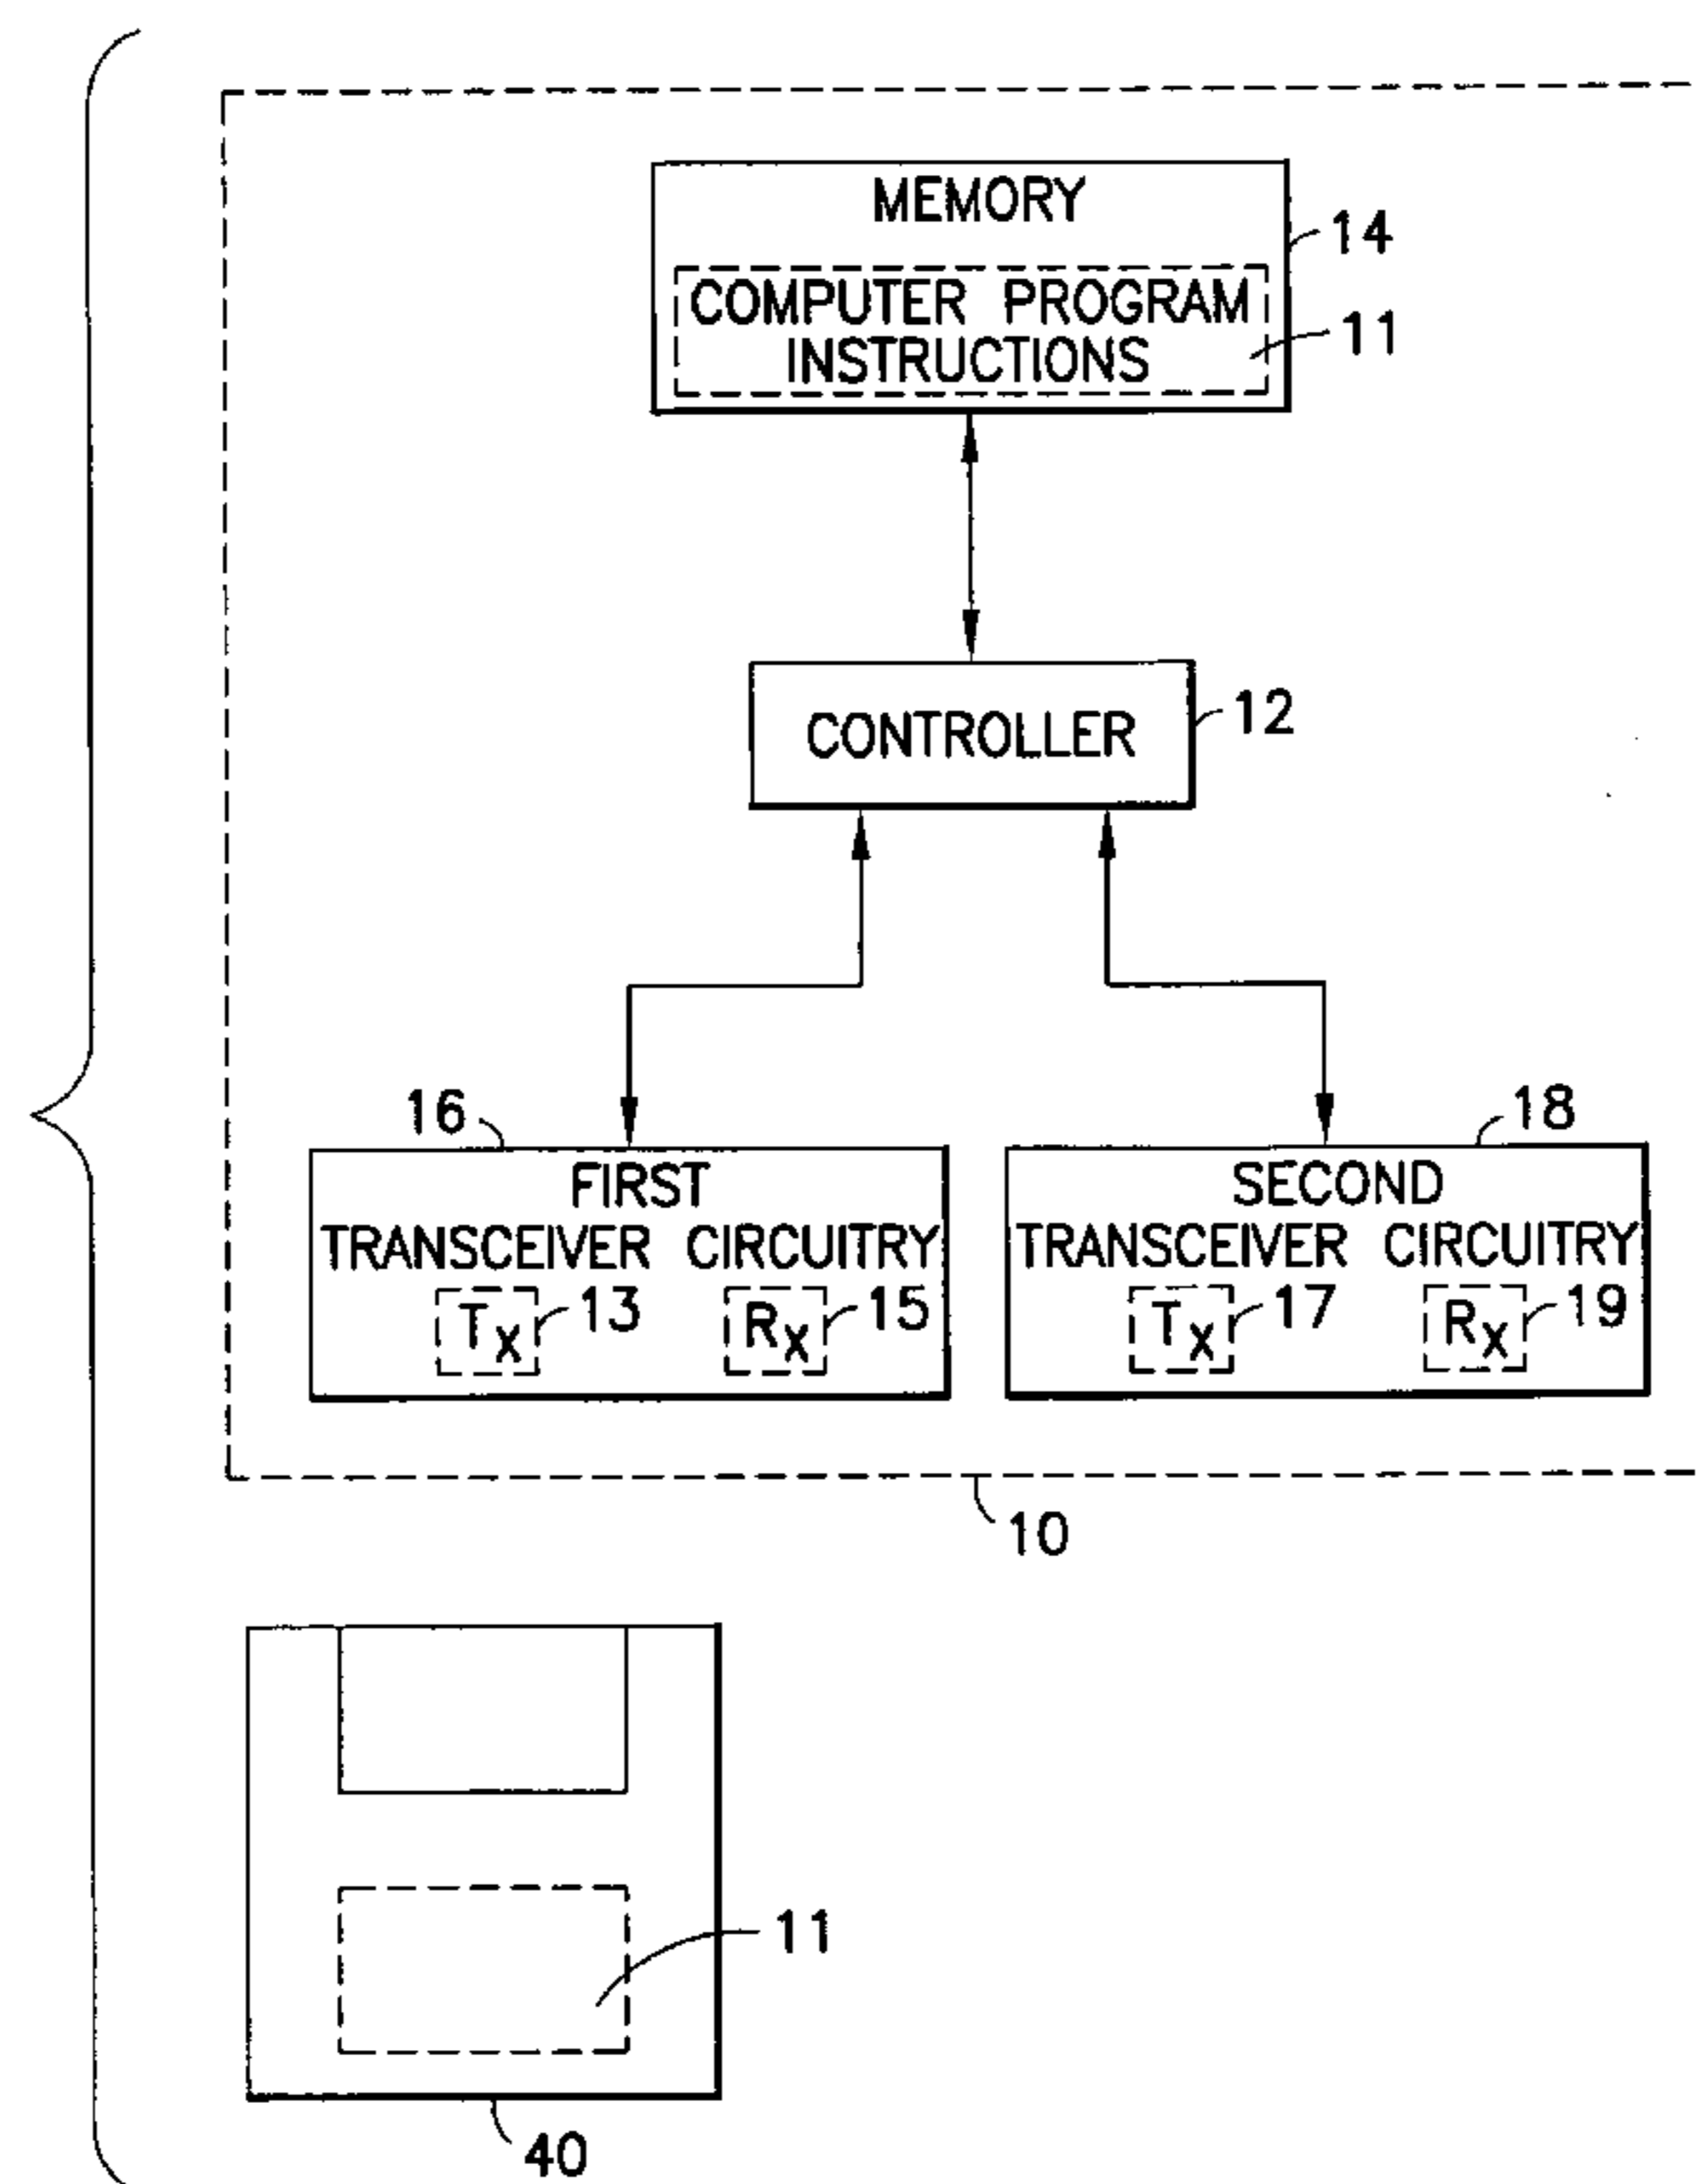 MEMORY
14
COMPUTER PROGRAM
INSTRUCTIONS
11
CONTROLLER
12
16
18
FIRST
TRANSCEIVER CIRCUITRY
Tx
13
Rx
15
SECOND
TRANSCEIVER CIRCUITRY
Tx
17
Rx
19
10
11
40